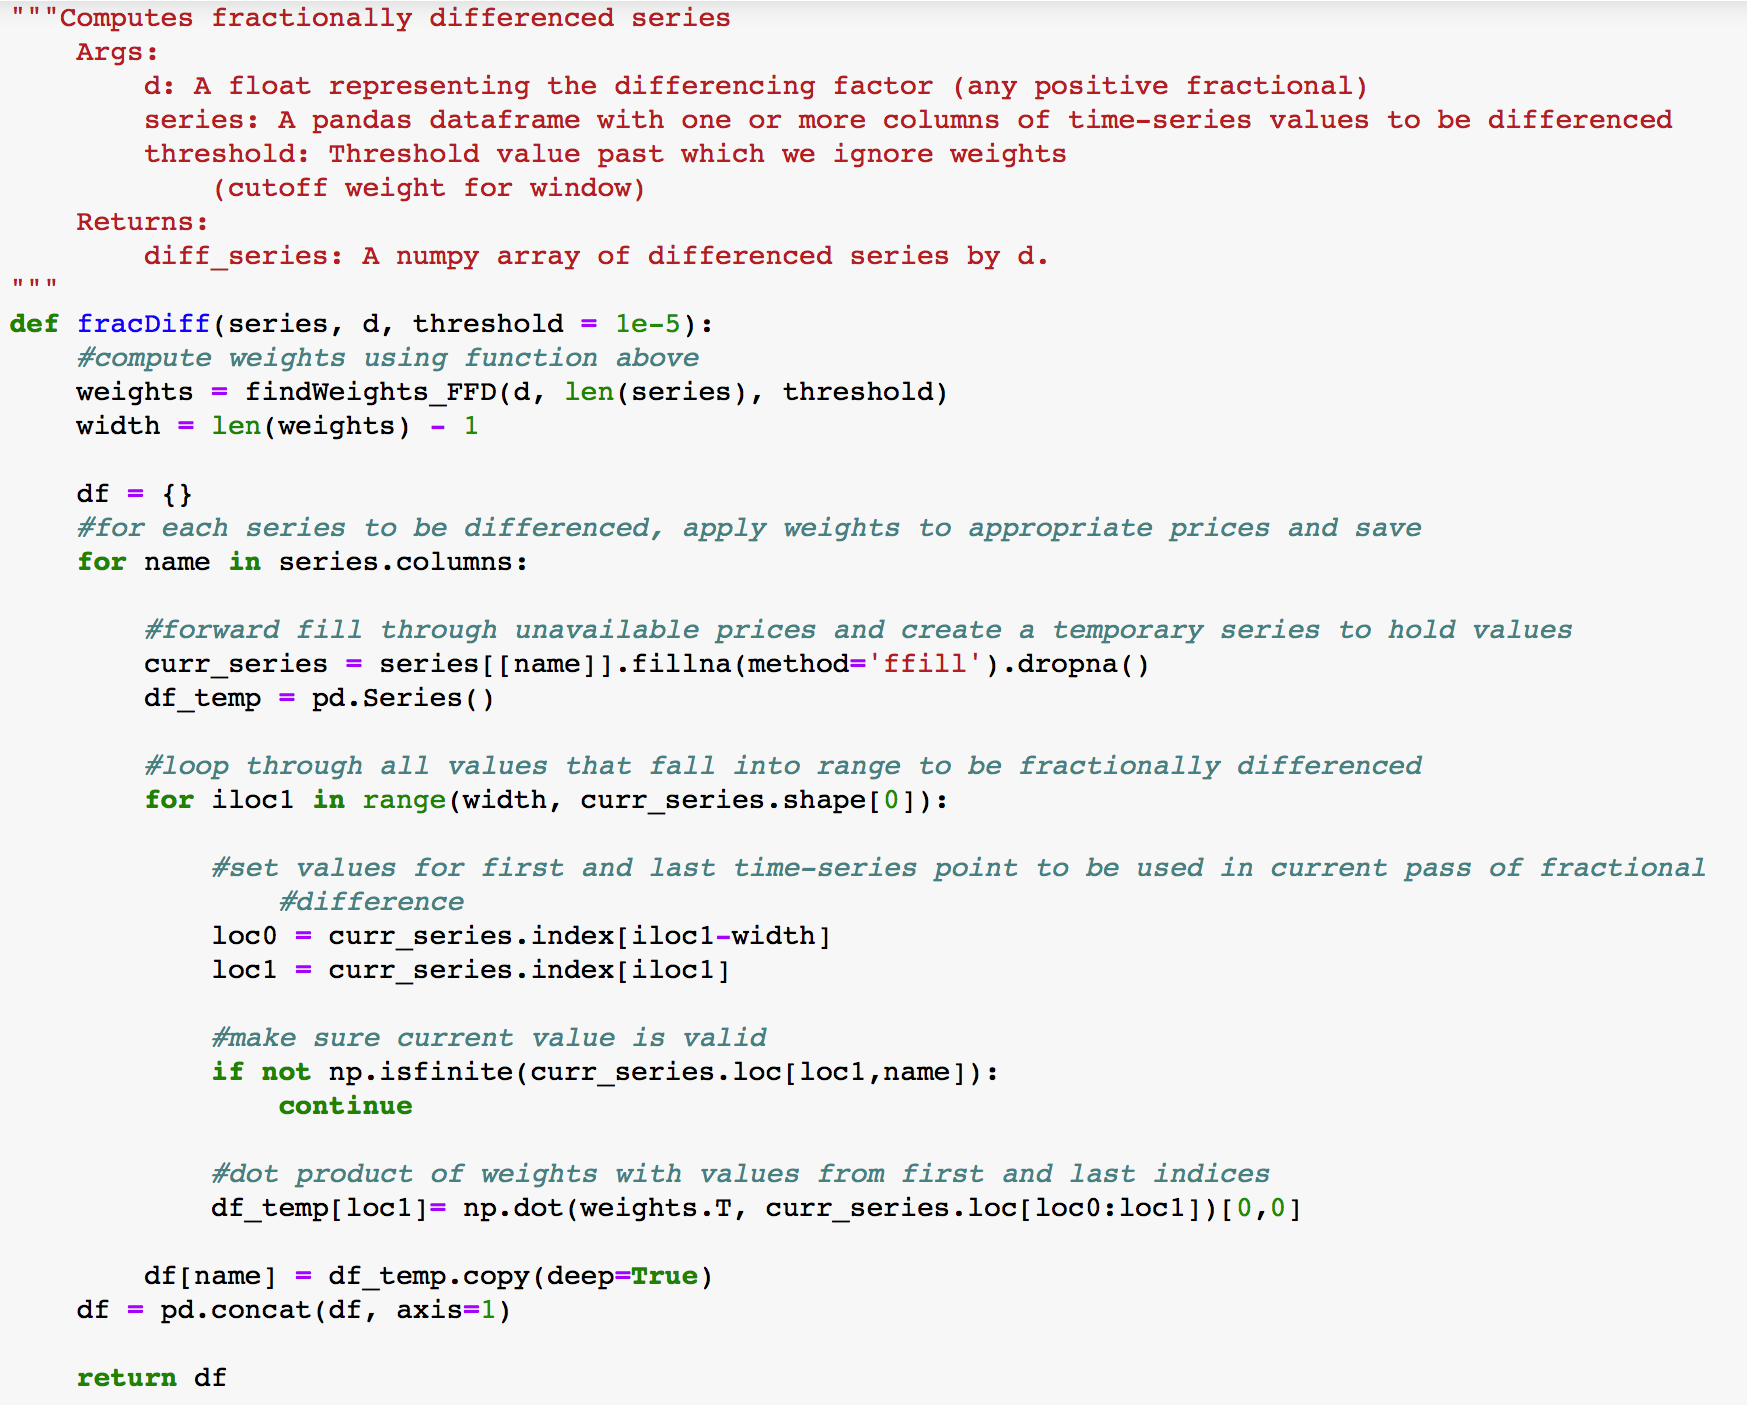 """Computes fractionally differenced series
    Args:
        d: A float representing the differencing factor (any positive fractional)
        series: A pandas dataframe with one or more columns of time-series values to be differenced
        threshold: Threshold value past which we ignore weights
            (cutoff weight for window)
    Returns:
        diff_series: A numpy array of differenced series by d.
"""
def fracDiff(series, d, threshold = 1e-5):
    #compute weights using function above
    weights = findWeights_FFD(d, len(series), threshold)
    width = len(weights) - 1

    df = {}
    #for each series to be differenced, apply weights to appropriate prices and save
    for name in series.columns:

        #forward fill through unavailable prices and create a temporary series to hold values
        curr_series = series[[name]].fillna(method='ffill').dropna()
        df_temp = pd.Series()

        #loop through all values that fall into range to be fractionally differenced
        for iloc1 in range(width, curr_series.shape[0]):

            #set values for first and last time-series point to be used in current pass of fractional
                #difference
            loc0 = curr_series.index[iloc1-width]
            loc1 = curr_series.index[iloc1]

            #make sure current value is valid
            if not np.isfinite(curr_series.loc[loc1,name]):
                continue

            #dot product of weights with values from first and last indices
            df_temp[loc1]= np.dot(weights.T, curr_series.loc[loc0:loc1])[0,0]

        df[name] = df_temp.copy(deep=True)
    df = pd.concat(df, axis=1)

    return df